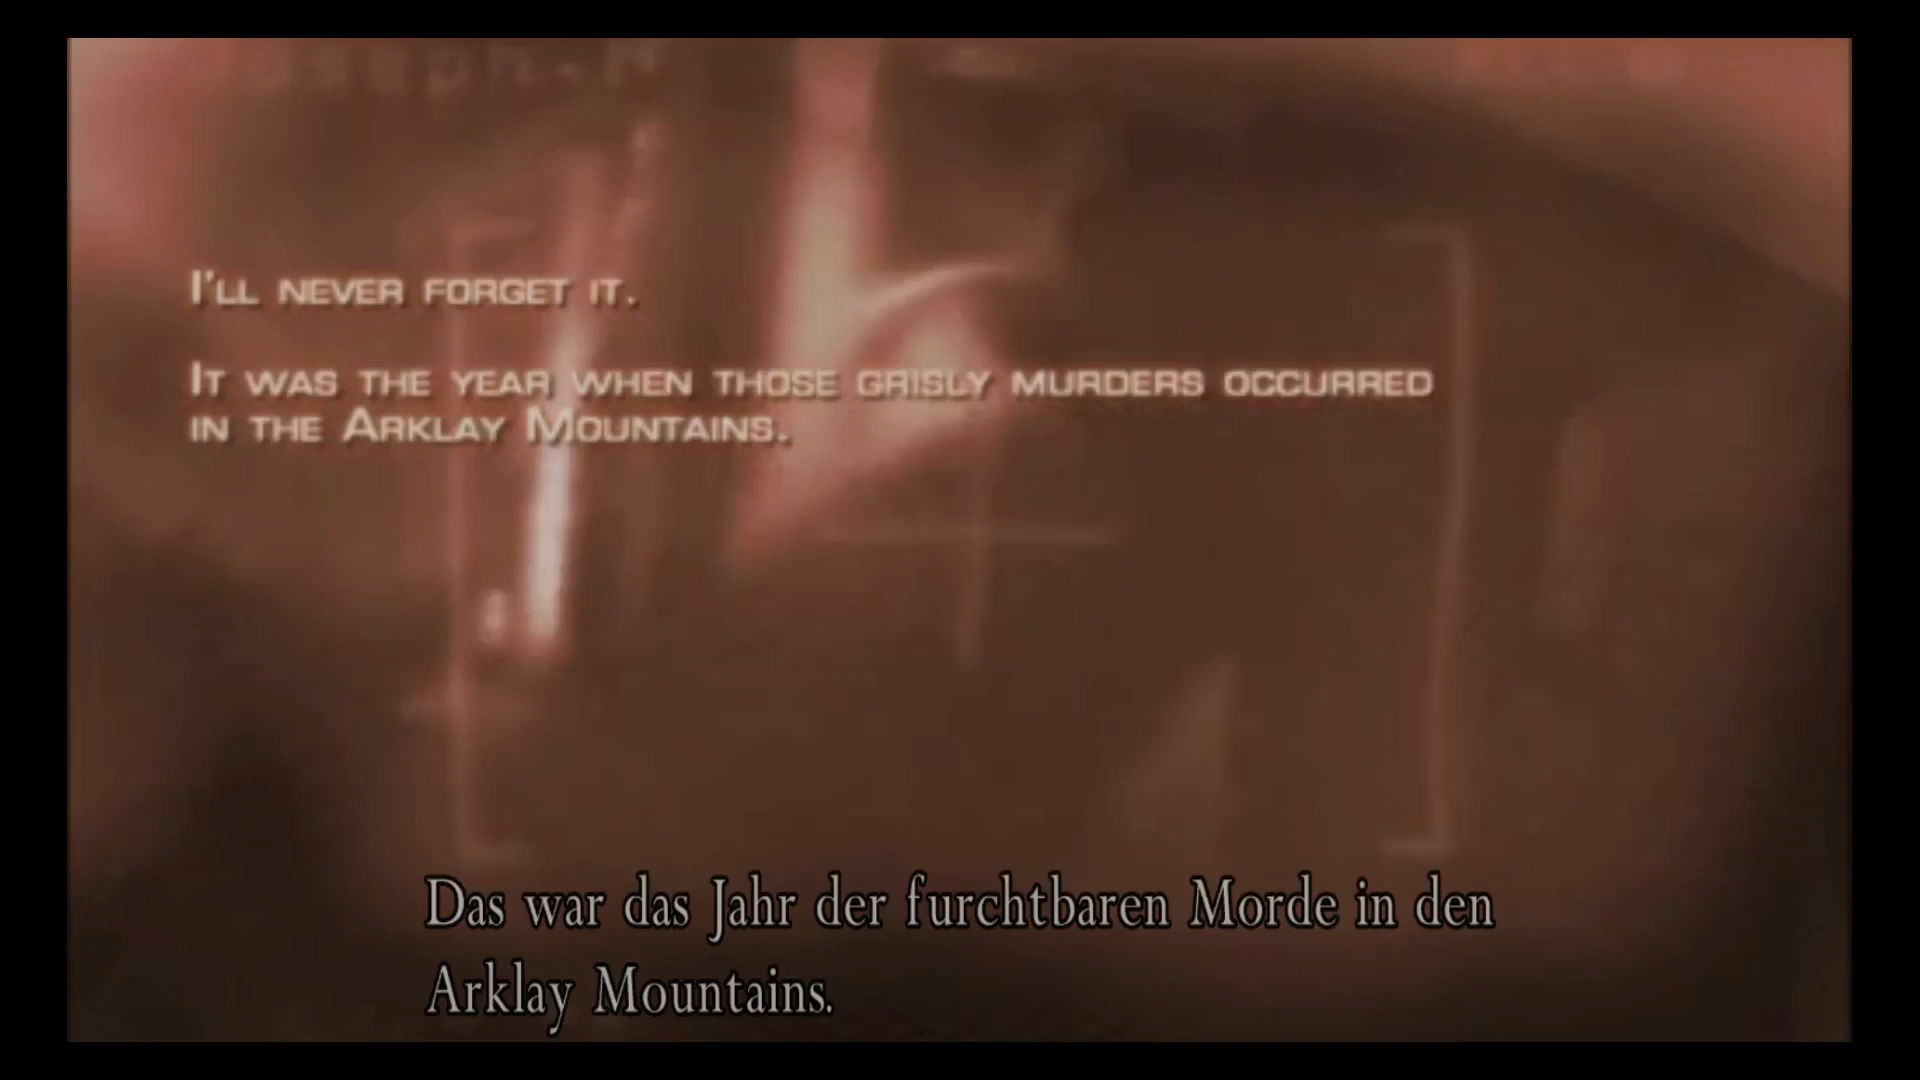 I'LL NEVER FORGET IT.
IT WAS THE YEAR WHEN THOSE GRISLY MURDERS OCCURRED
IN THE ARKLAY MOUNTAINS.
Das war das Jahr der furchtbaren Morde in den
Arklay Mountains.